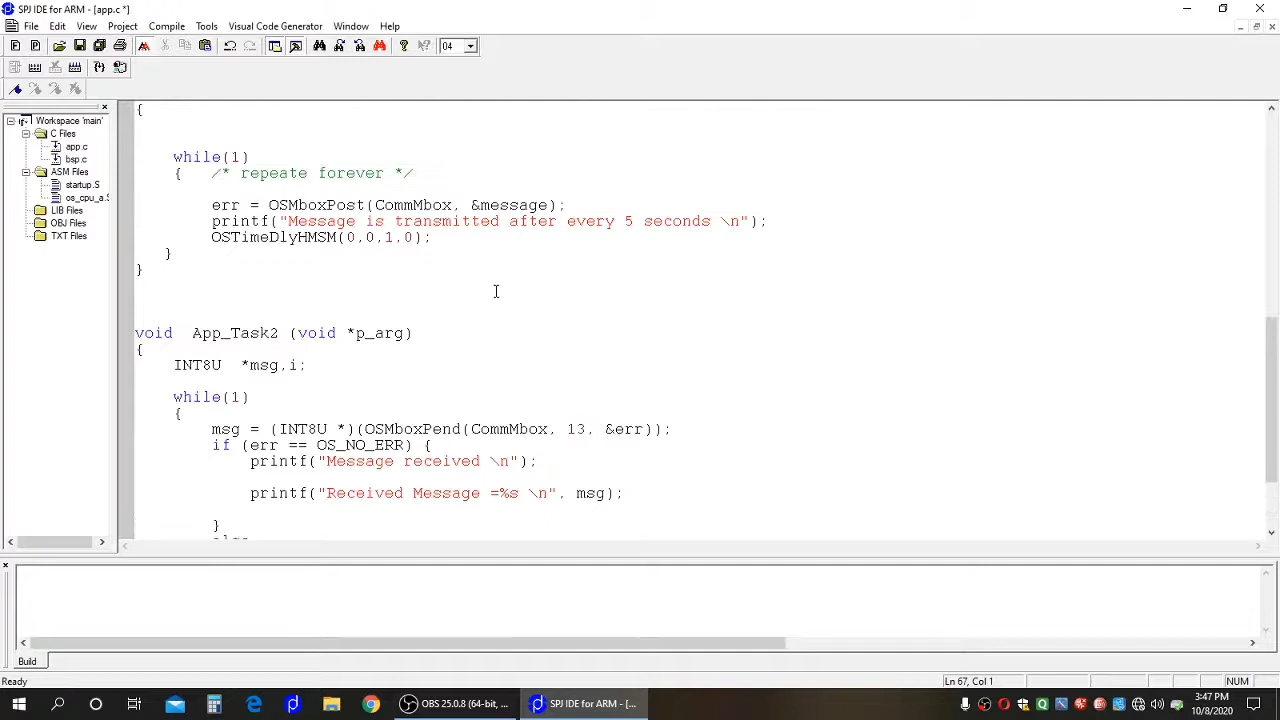 SPJ IDE for ARM - [app.c *]
File Edit View Project Compile Tools Visual Code Generator Window Help
04
Workspace 'main'
C Files
app.c
bsp.c
ASM Files
startup.S
os_cpu_a.S
LIB Files
OBJ Files
TXT Files
{
while(1)
{ /* repeate forever */
err = OSMboxPost(CommMbox, &message);
printf("Message is transmitted after every 5 seconds \n");
OSTimeDlyHMSM(0,0,1,0);
}
}
void App_Task2 (void *p_arg)
{
INT8U *msg,i;
while(1)
{
msg = (INT8U *)(OSMboxPend(CommMbox, 13, &err));
if (err == OS_NO_ERR) {
printf("Message received \n");
printf("Received Message =%s \n", msg);
}
else
Build
Ready
Ln 67, Col 1
NUM
OBS 25.0.8 (64-bit, ...
SPJ IDE for ARM - [...
3:47 PM
10/8/2020